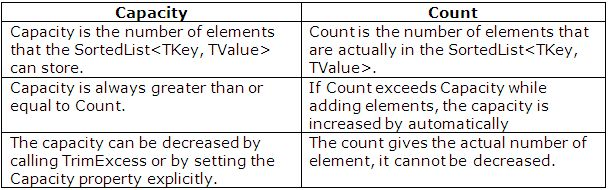 Capacity
Count
Capacity is the number of elements
that the SortedList<TKey, TValue>
can store.
Count is the number of elements that
are actually in the SortedList<TKey,
TValue>.
Capacity is always greater than or
equal to Count.
If Count exceeds Capacity while
adding elements, the capacity is
increased by automatically
The capacity can be decreased by
calling TrimExcess or by setting the
Capacity property explicitly.
The count gives the actual number of
element, it cannot be decreased.